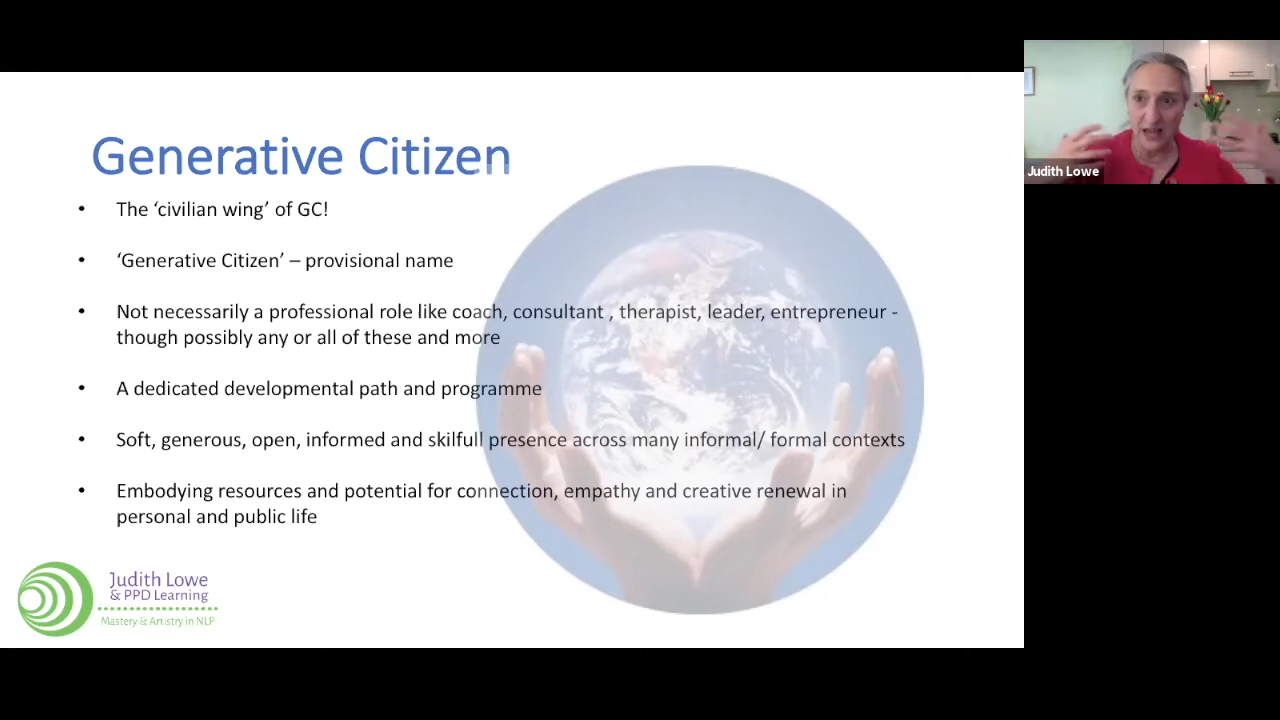 Generative Citizen
• The ‘civilian wing’ of GC!
• ‘Generative Citizen’ – provisional name
• Not necessarily a professional role like coach, consultant , therapist, leader, entrepreneur -
though possibly any or all of these and more
• A dedicated developmental path and programme
• Soft, generous, open, informed and skilfull presence across many informal/ formal contexts
• Embodying resources and potential for connection, empathy and creative renewal in
personal and public life
Judith Lowe
& PPD Learning
Mastery & Artistry in NLP
Judith Lowe